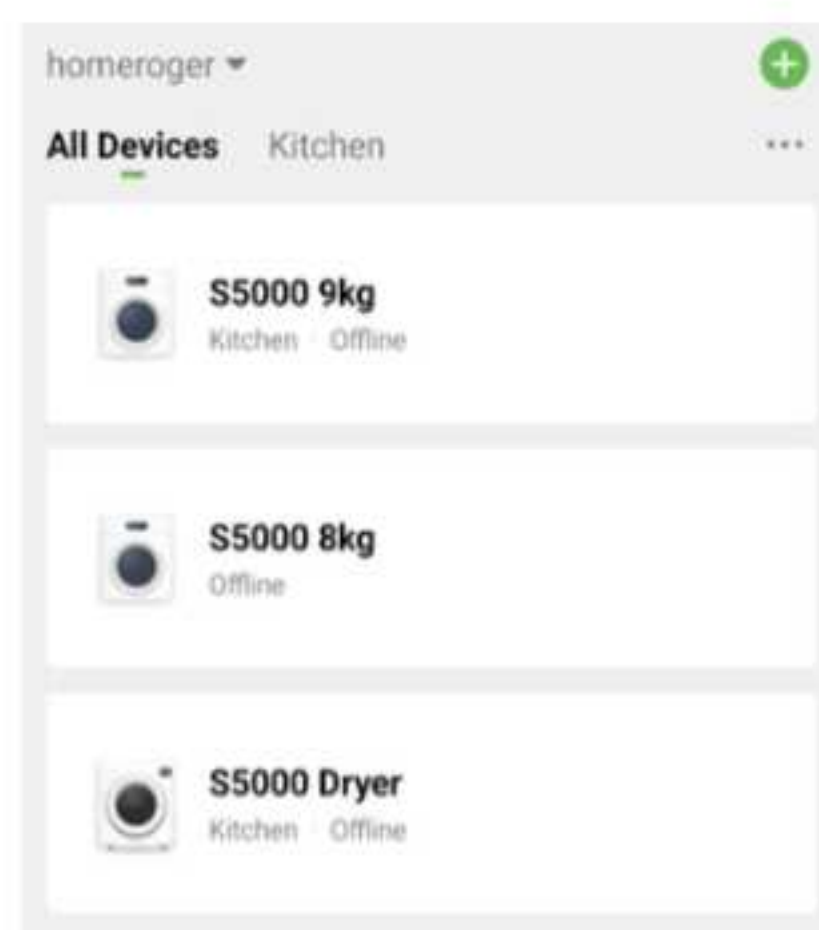 homeroger
All Devices Kitchen
S5000 9kg
Kitchen Offline
S5000 8kg
Offline
S5000 Dryer
Kitchen Offline